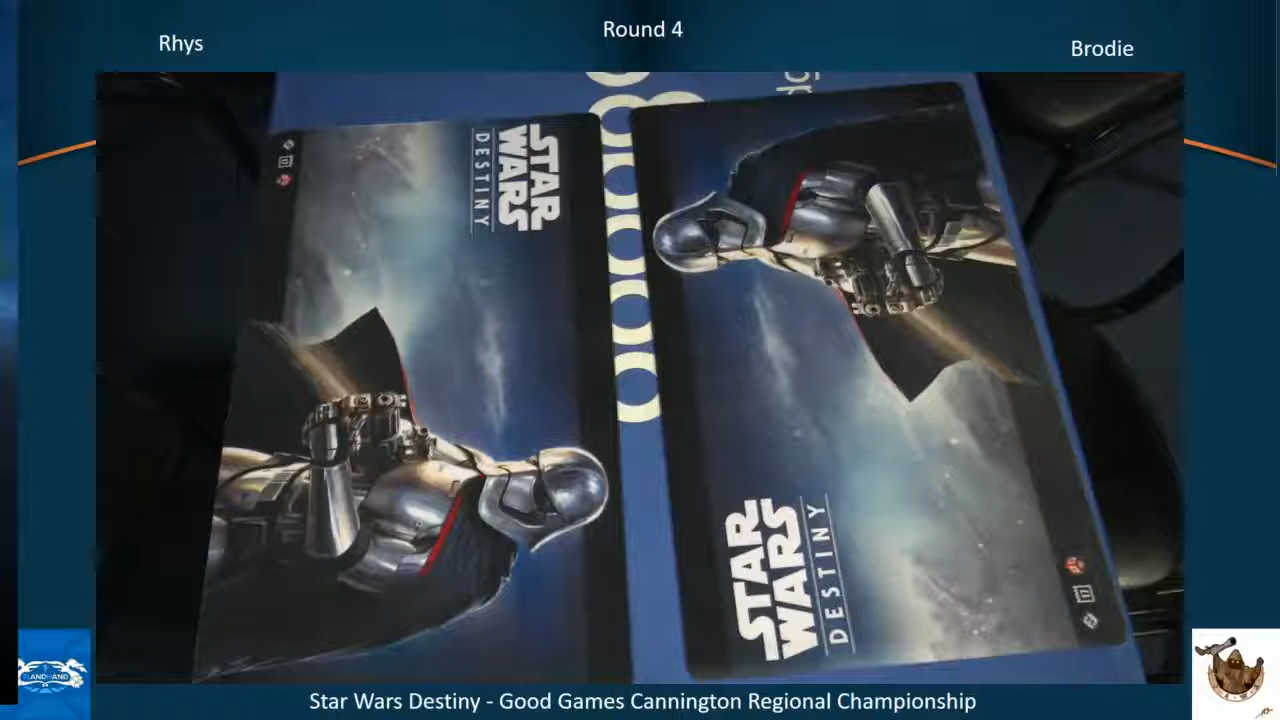 Round 4
Rhys
Brodie
STAR
WARS
DESTINY
STAR
WARS
DESTINY
Star Wars Destiny - Good Games Cannington Regional Championship